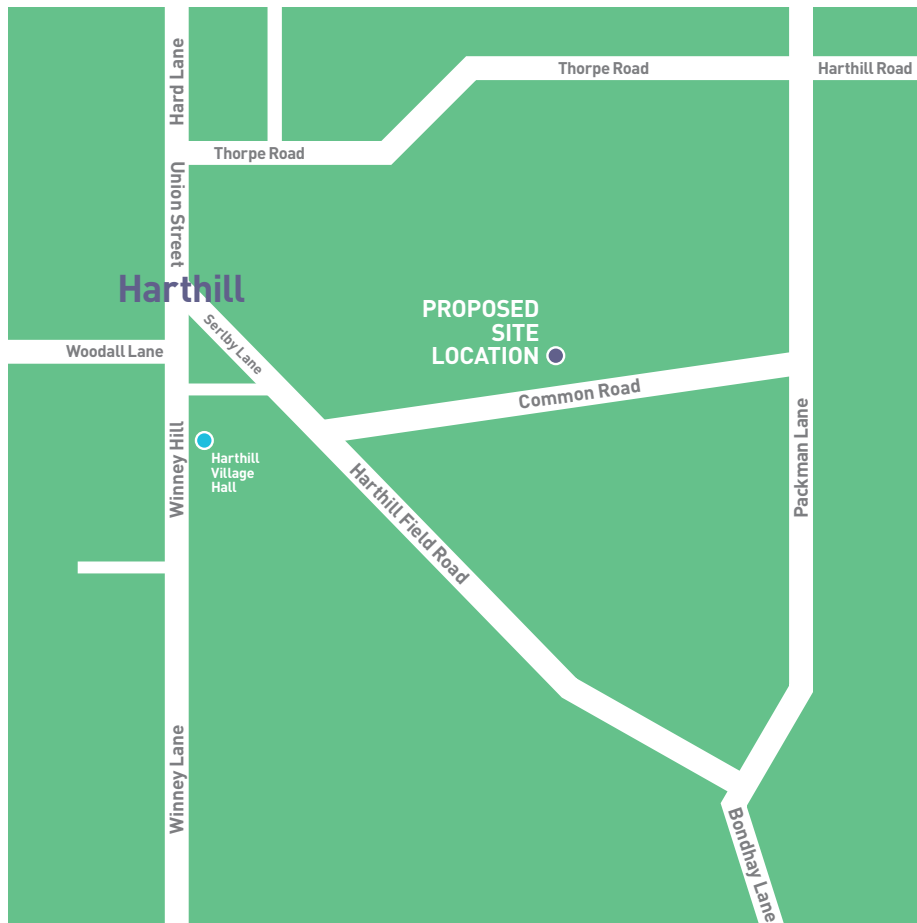 Hard Lane
Thorpe Road
Harthill Road
Thorpe Road
Union Street
Harthill
Serlby Lane
PROPOSED
SITE
LOCATION
Woodall Lane
Common Road
Winney Hill
Harthill
Village
Hall
Packman Lane
Harthill Field Road
Winney Lane
Bondhay Lane